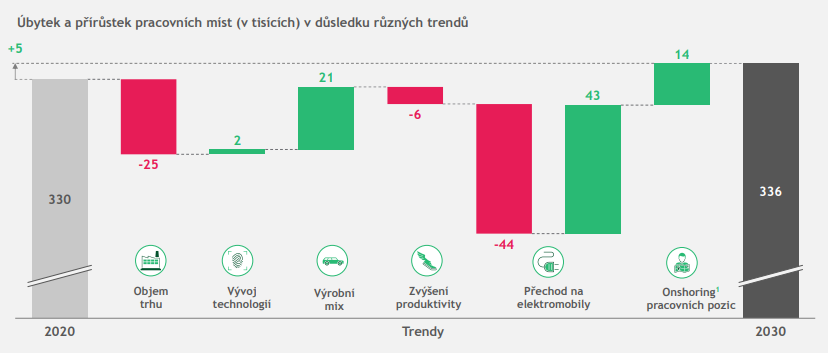 Úbytek a přírůstek pracovních míst (v tisících) v důsledku různých trendů
+5
330
-25
2
21
-6
-44
43
14
336
Objem
trhu
Vývoj
technologií
Výrobní
mix
Zvýšení
produktivity
Přechod na
elektromobily
Onshoring¹
pracovních pozic
2020
Trendy
2030